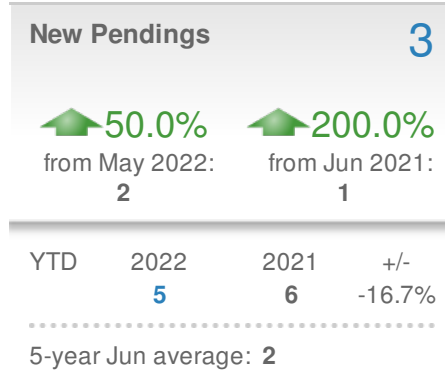 New Pendings 3
50.0% 200.0%
from May 2022: from Jun 2021:
2 1
YTD 2022 2021 +/-
5 6 -16.7%
5-year Jun average: 2